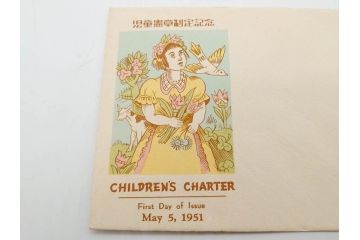 児童憲章制定記念
CHILDREN'S CHARTER
First Day of Issue
May 5, 1951